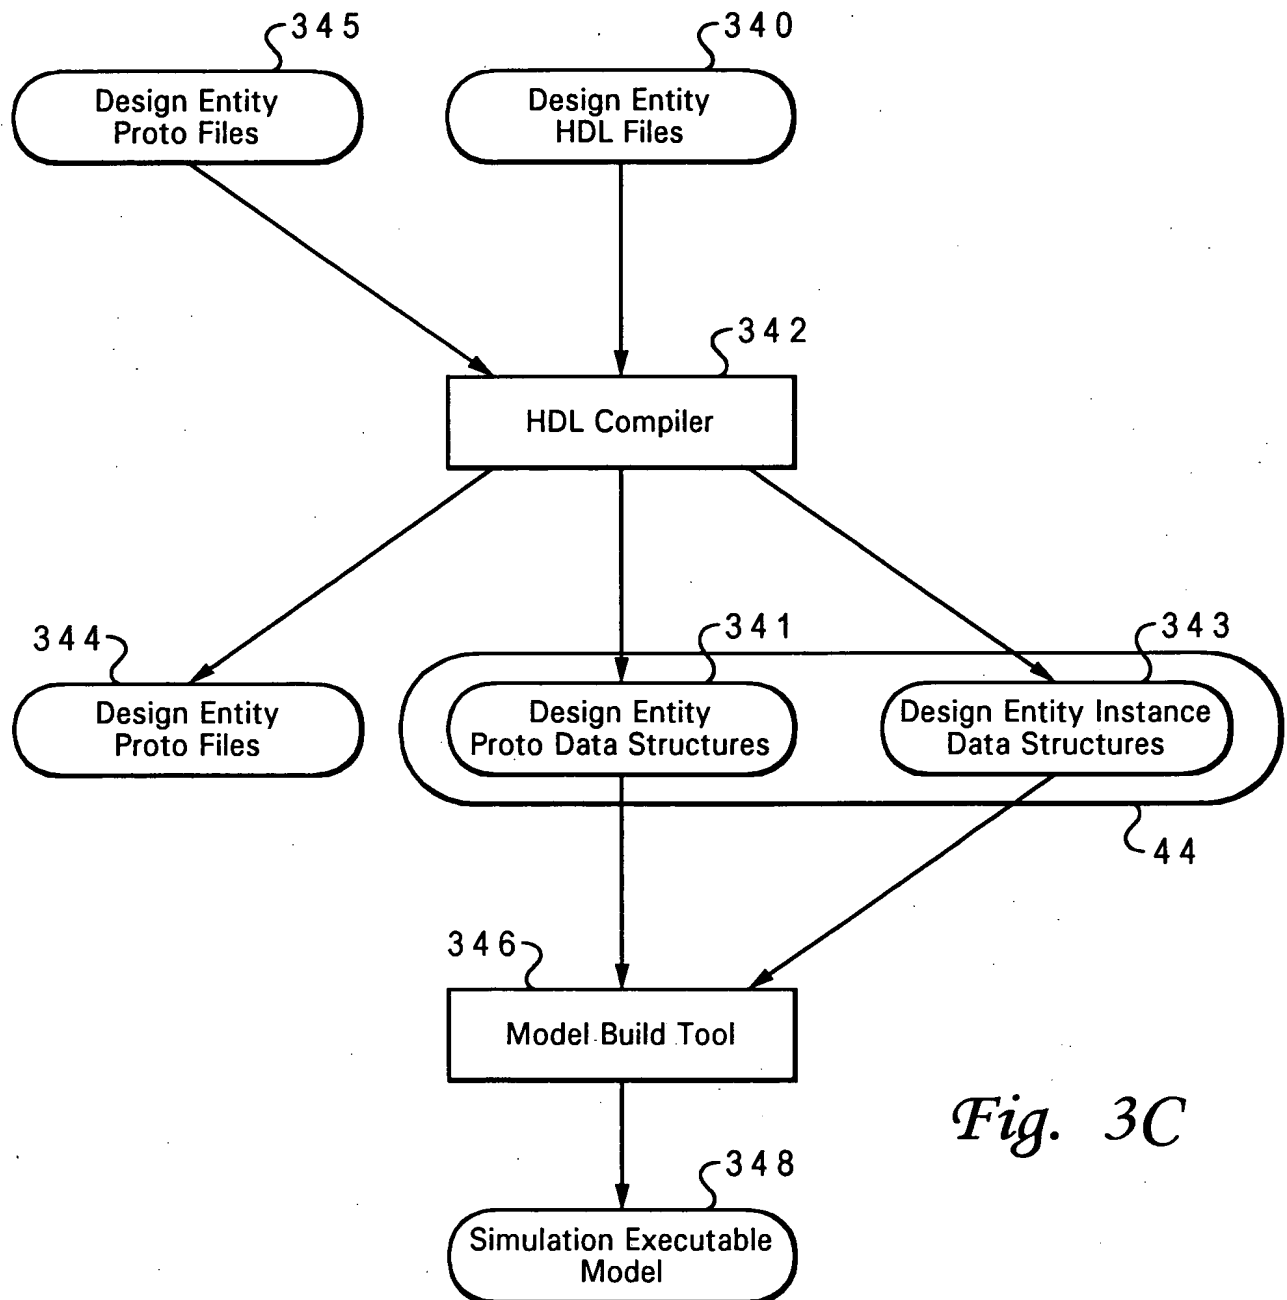 345
340
Design Entity
Proto Files
Design Entity
HDL Files
342
HDL Compiler
344
341
343
Design Entity
Proto Files
Design Entity
Proto Data Structures
Design Entity Instance
Data Structures
44
346
Model Build Tool
Fig. 3C
348
Simulation Executable
Model